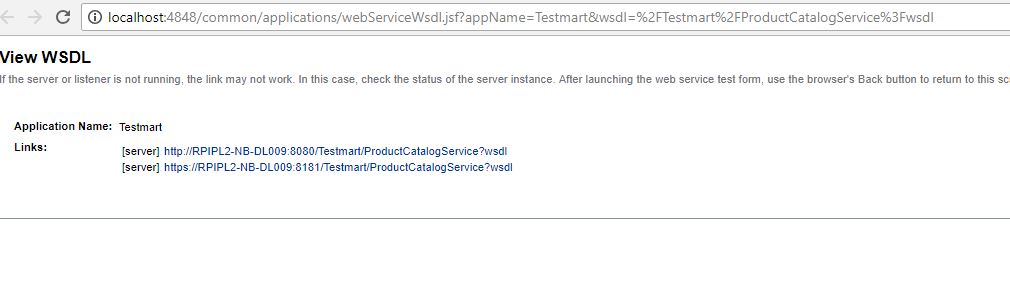 localhost:4848/common/applications/webServiceWsdl.jsf?appName=Testmart&wsdl=%2FTestmart%2FProductCatalogService%3Fwsdl
View WSDL
If the server or listener is not running, the link may not work. In this case, check the status of the server instance. After launching the web service test form, use the browser's Back button to return to this
Application Name: Testmart
Links:
[server] http://RPIPL2-NB-DL009:8080/Testmart/ProductCatalogService?wsdl
[server] https://RPIPL2-NB-DL009:8181/Testmart/ProductCatalogService?wsdl